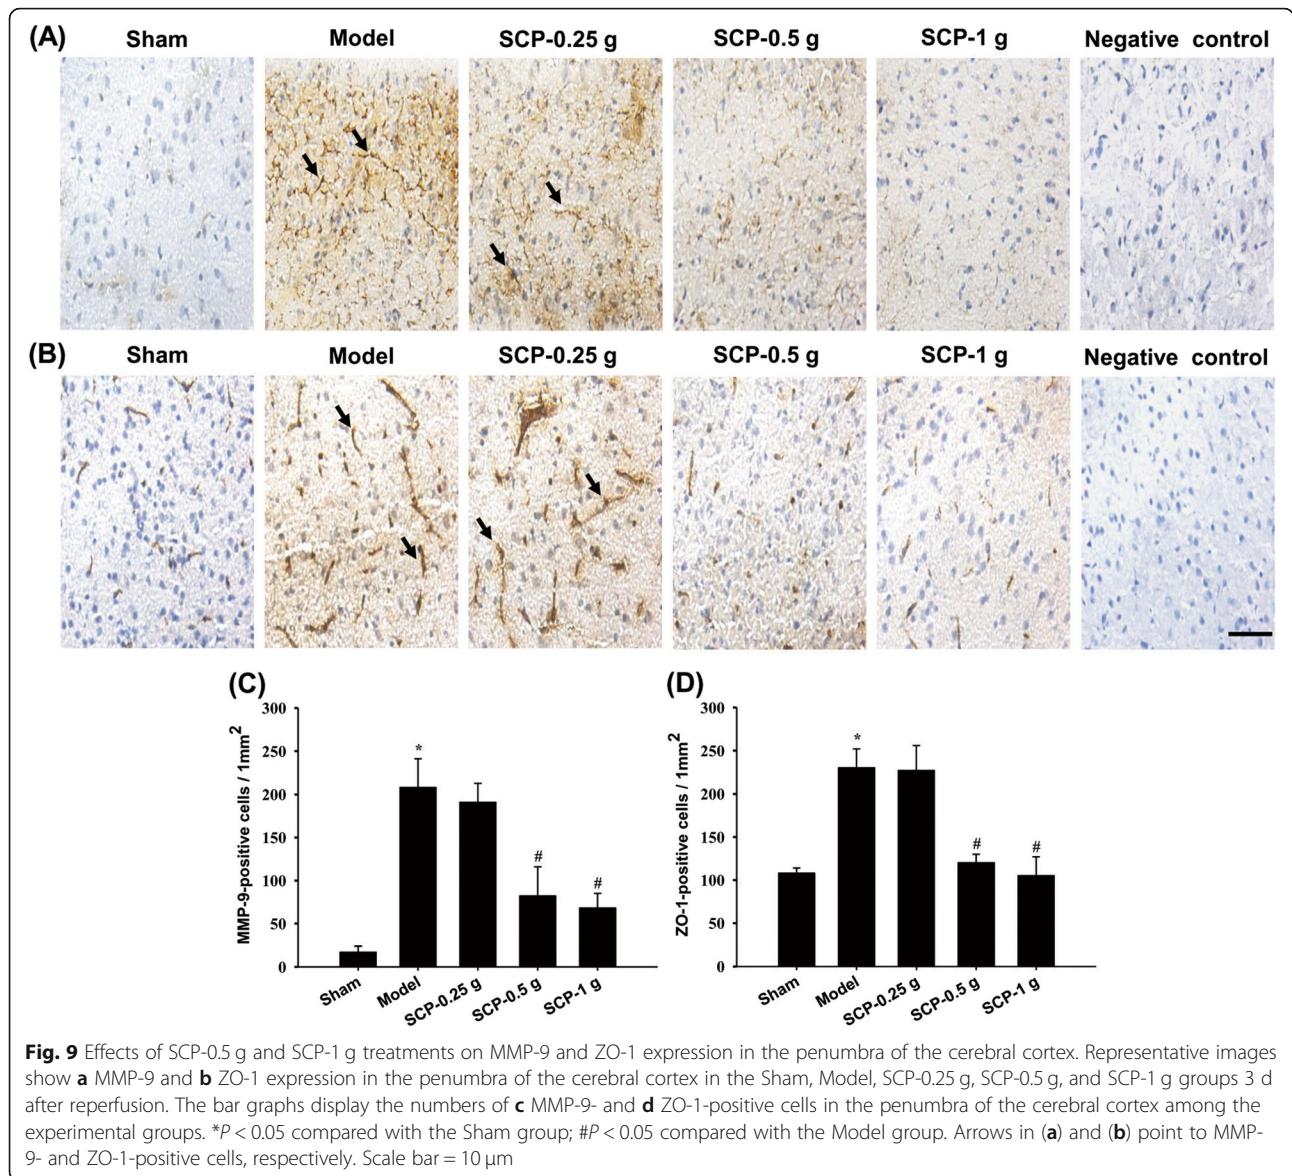 (A)
Sham Model SCP-0.25 g SCP-0.5 g SCP-1 g Negative control
(B)
Sham Model SCP-0.25 g SCP-0.5 g SCP-1 g Negative control
(C)
MMP-9-positive cells / 1mm²
300
250
200
150
100
50
0
*
#
#
Sham Model SCP-0.25 g SCP-0.5 g SCP-1 g
(D)
ZO-1-positive cells / 1mm²
300
250
200
150
100
50
0
*
#
#
Sham Model SCP-0.25 g SCP-0.5 g SCP-1 g
Fig. 9 Effects of SCP-0.5 g and SCP-1 g treatments on MMP-9 and ZO-1 expression in the penumbra of the cerebral cortex. Representative images
show a MMP-9 and b ZO-1 expression in the penumbra of the cerebral cortex in the Sham, Model, SCP-0.25 g, SCP-0.5 g, and SCP-1 g groups 3 d
after reperfusion. The bar graphs display the numbers of c MMP-9- and d ZO-1-positive cells in the penumbra of the cerebral cortex among the
experimental groups. *P < 0.05 compared with the Sham group; #P < 0.05 compared with the Model group. Arrows in (a) and (b) point to MMP-
9- and ZO-1-positive cells, respectively. Scale bar = 10 μm